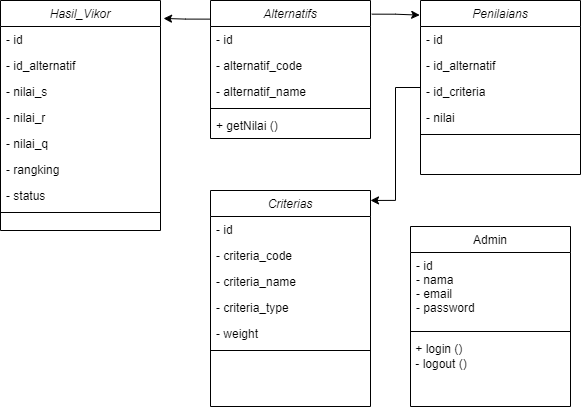 Hasil_Vikor
- id
- id_alternatif
- nilai_s
- nilai_r
- nilai_q
- rangking
- status
Alternatifs
- id
- alternatif_code
- alternatif_name
+ getNilai ()
Penilaians
- id
- id_alternatif
- id_criteria
- nilai
Criterias
- id
- criteria_code
- criteria_name
- criteria_type
- weight
Admin
- id
- nama
- email
- password
+ login ()
- logout ()